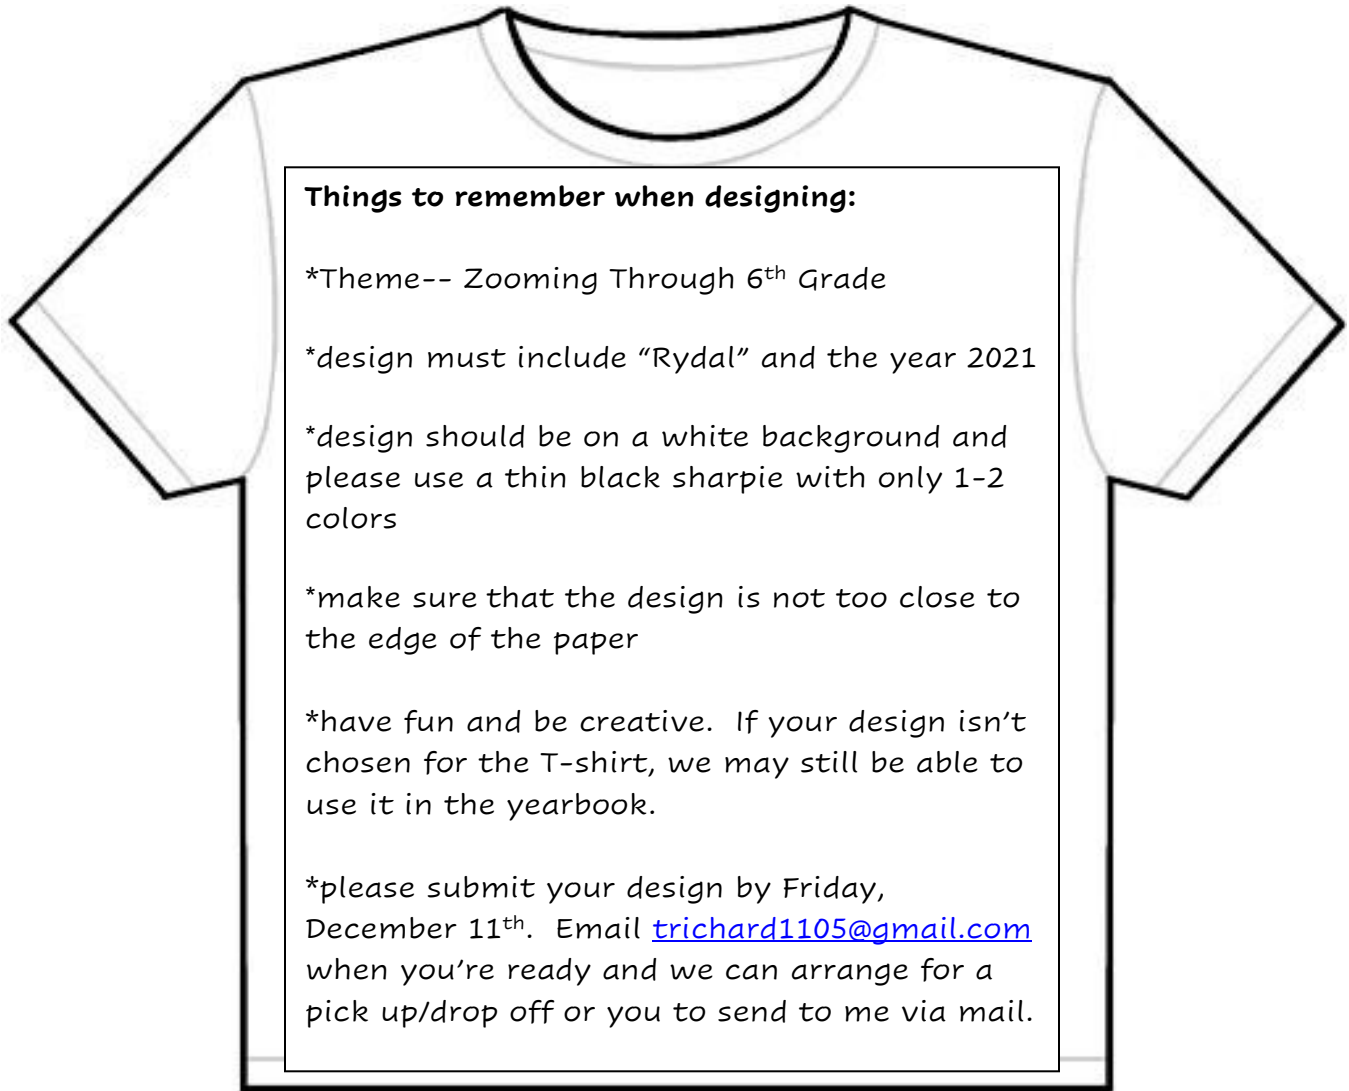 Things to remember when designing:
*Theme-- Zooming Through 6th Grade
*design must include “Rydal” and the year 2021
*design should be on a white background and
please use a thin black sharpie with only 1-2
colors
*make sure that the design is not too close to
the edge of the paper
*have fun and be creative.  If your design isn’t
chosen for the T-shirt, we may still be able to
use it in the yearbook.
*please submit your design by Friday,
December 11th.  Email trichard1105@gmail.com
when you’re ready and we can arrange for a
pick up/drop off or you to send to me via mail.